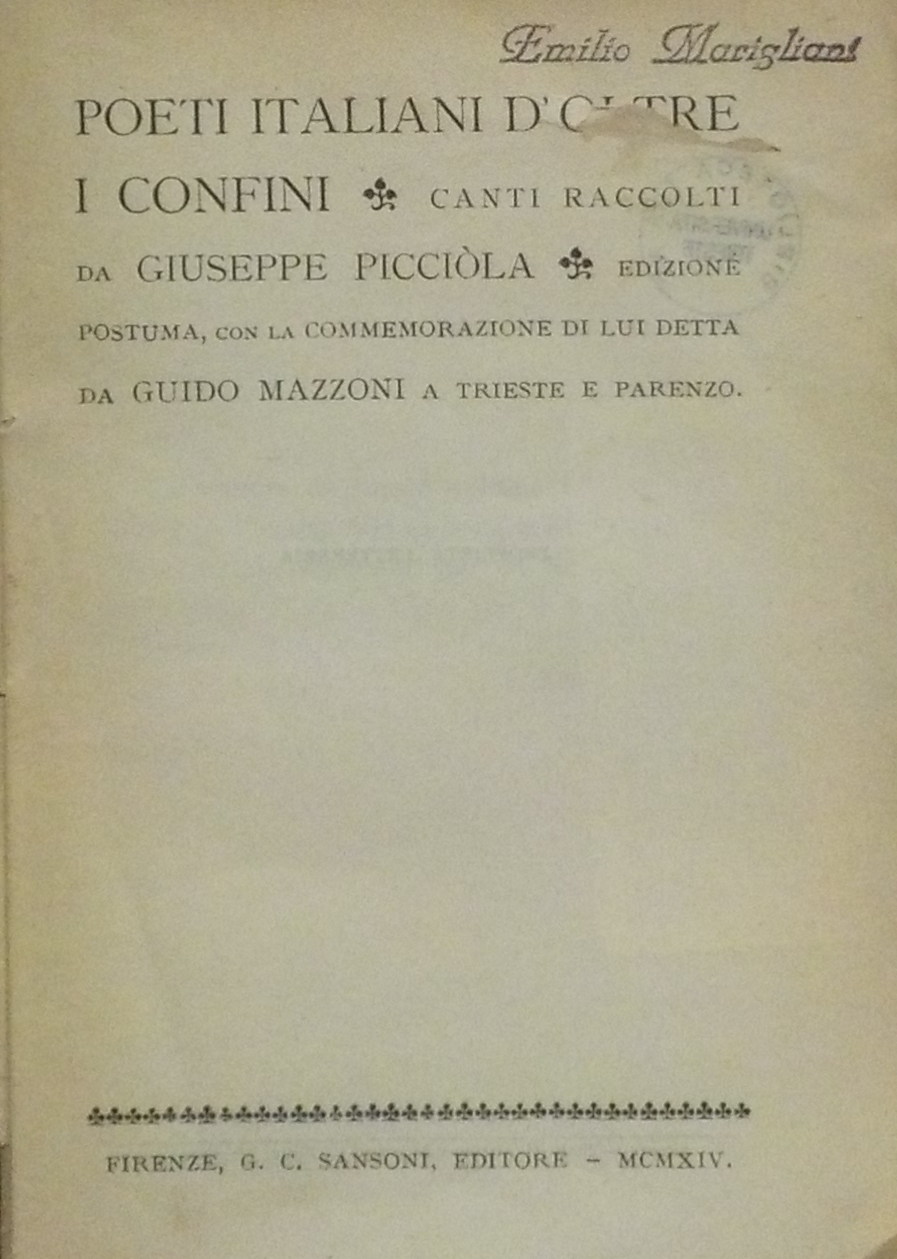 Emilio Marigliani
POETI ITALIANI D'OLTRE
I CONFINI ♣ CANTI RACCOLTI
DA GIUSEPPE PICCIÒLA ♣ EDIZIONE
POSTUMA, CON LA COMMEMORAZIONE DI LUI DETTA
DA GUIDO MAZZONI A TRIESTE E PARENZO.
FIRENZE, G. C. SANSONI, EDITORE – MCMXIV.